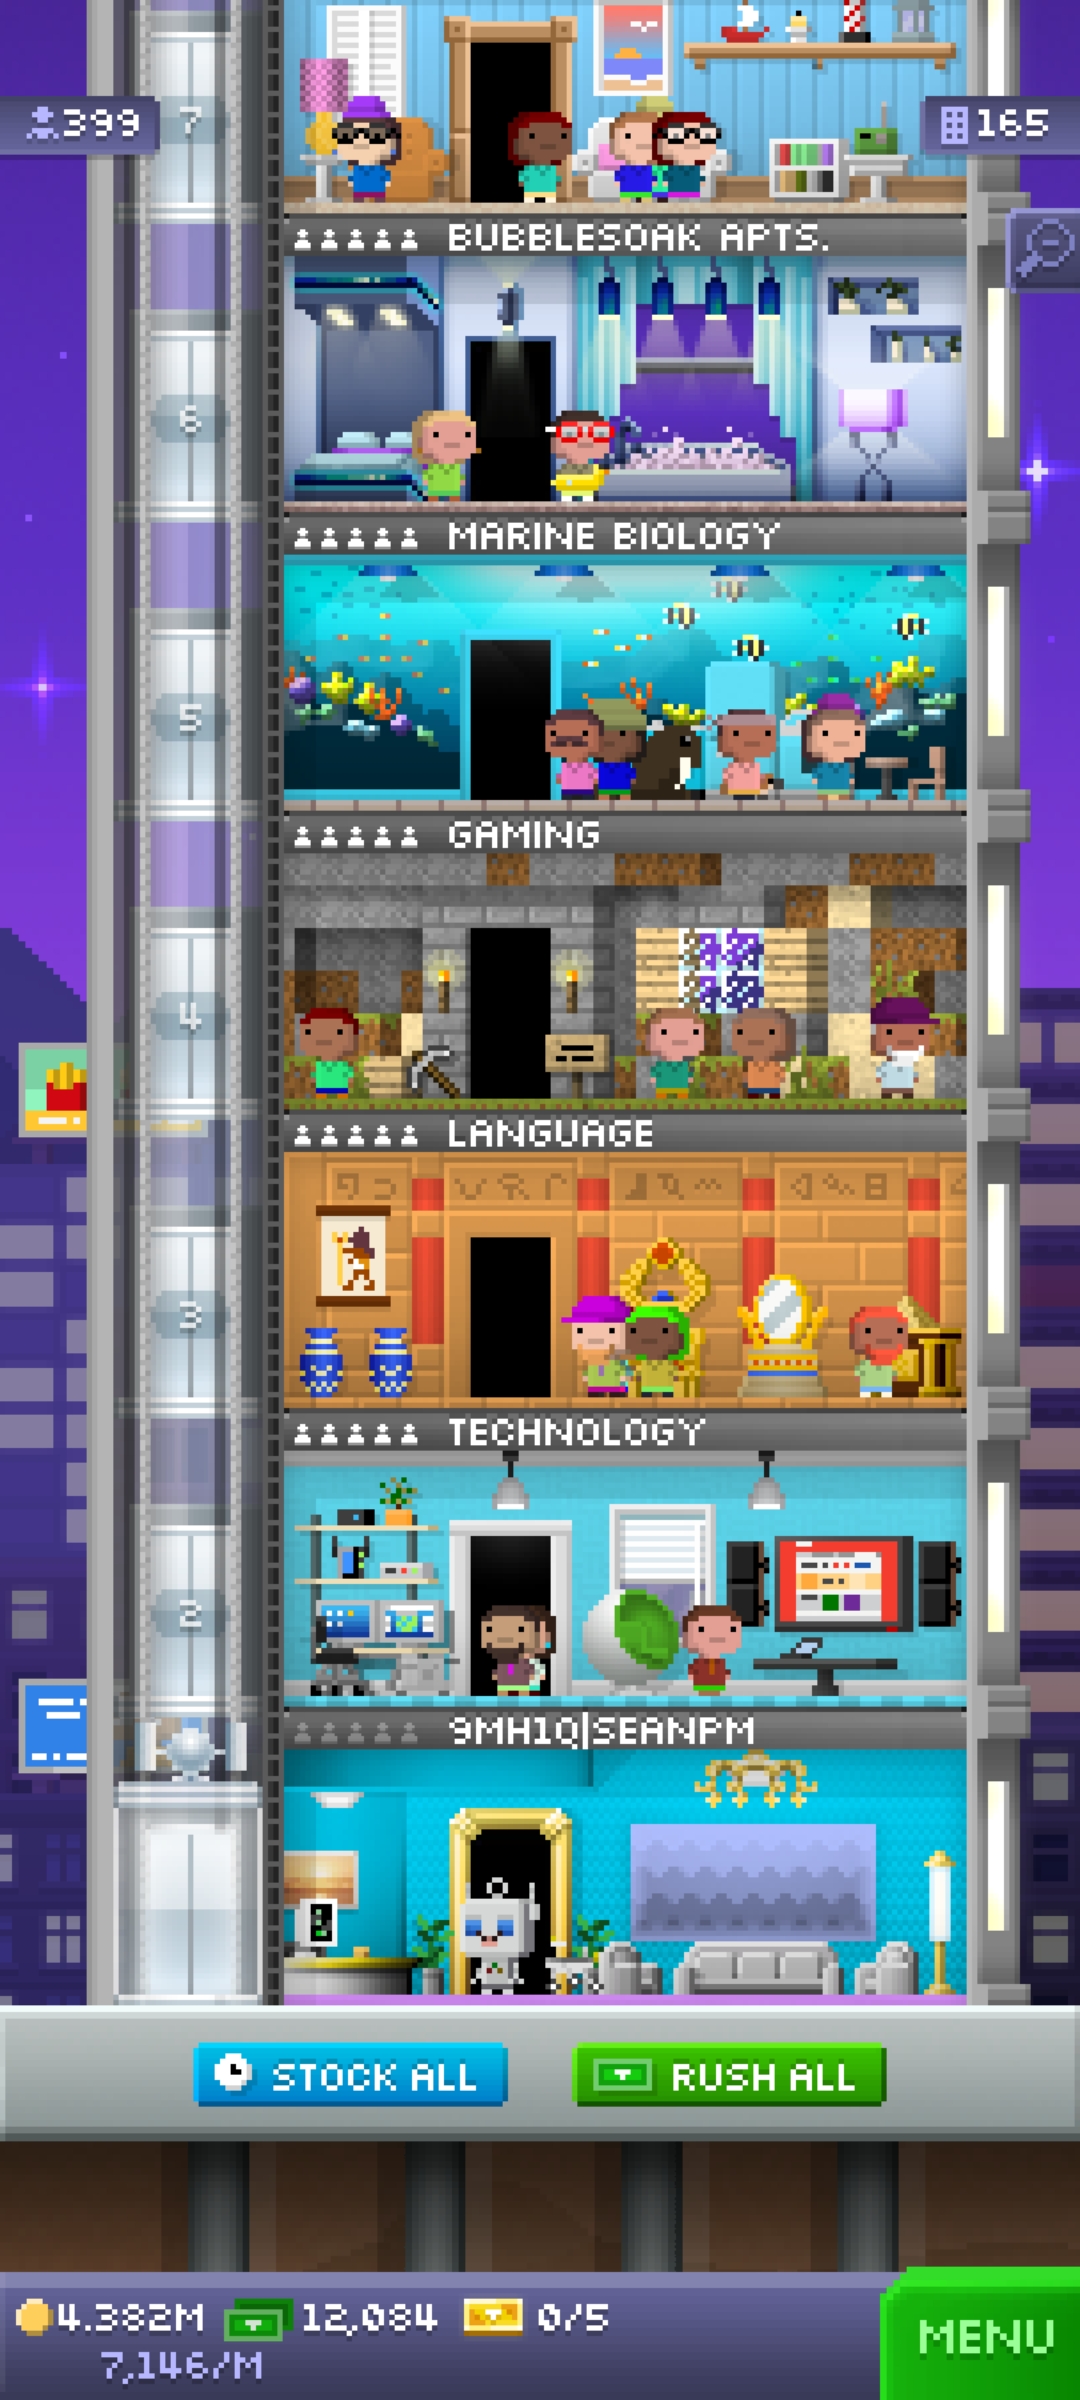 7
399
165
BUBBLESOAK APTS.
6
MARINE BIOLOGY
5
GAMING
4
LANGUAGE
3
TECHNOLOGY
2
9MH1Q|SEANPM
STOCK ALL
RUSH ALL
4.382M
12,084
0/5
7,146/M
MENU